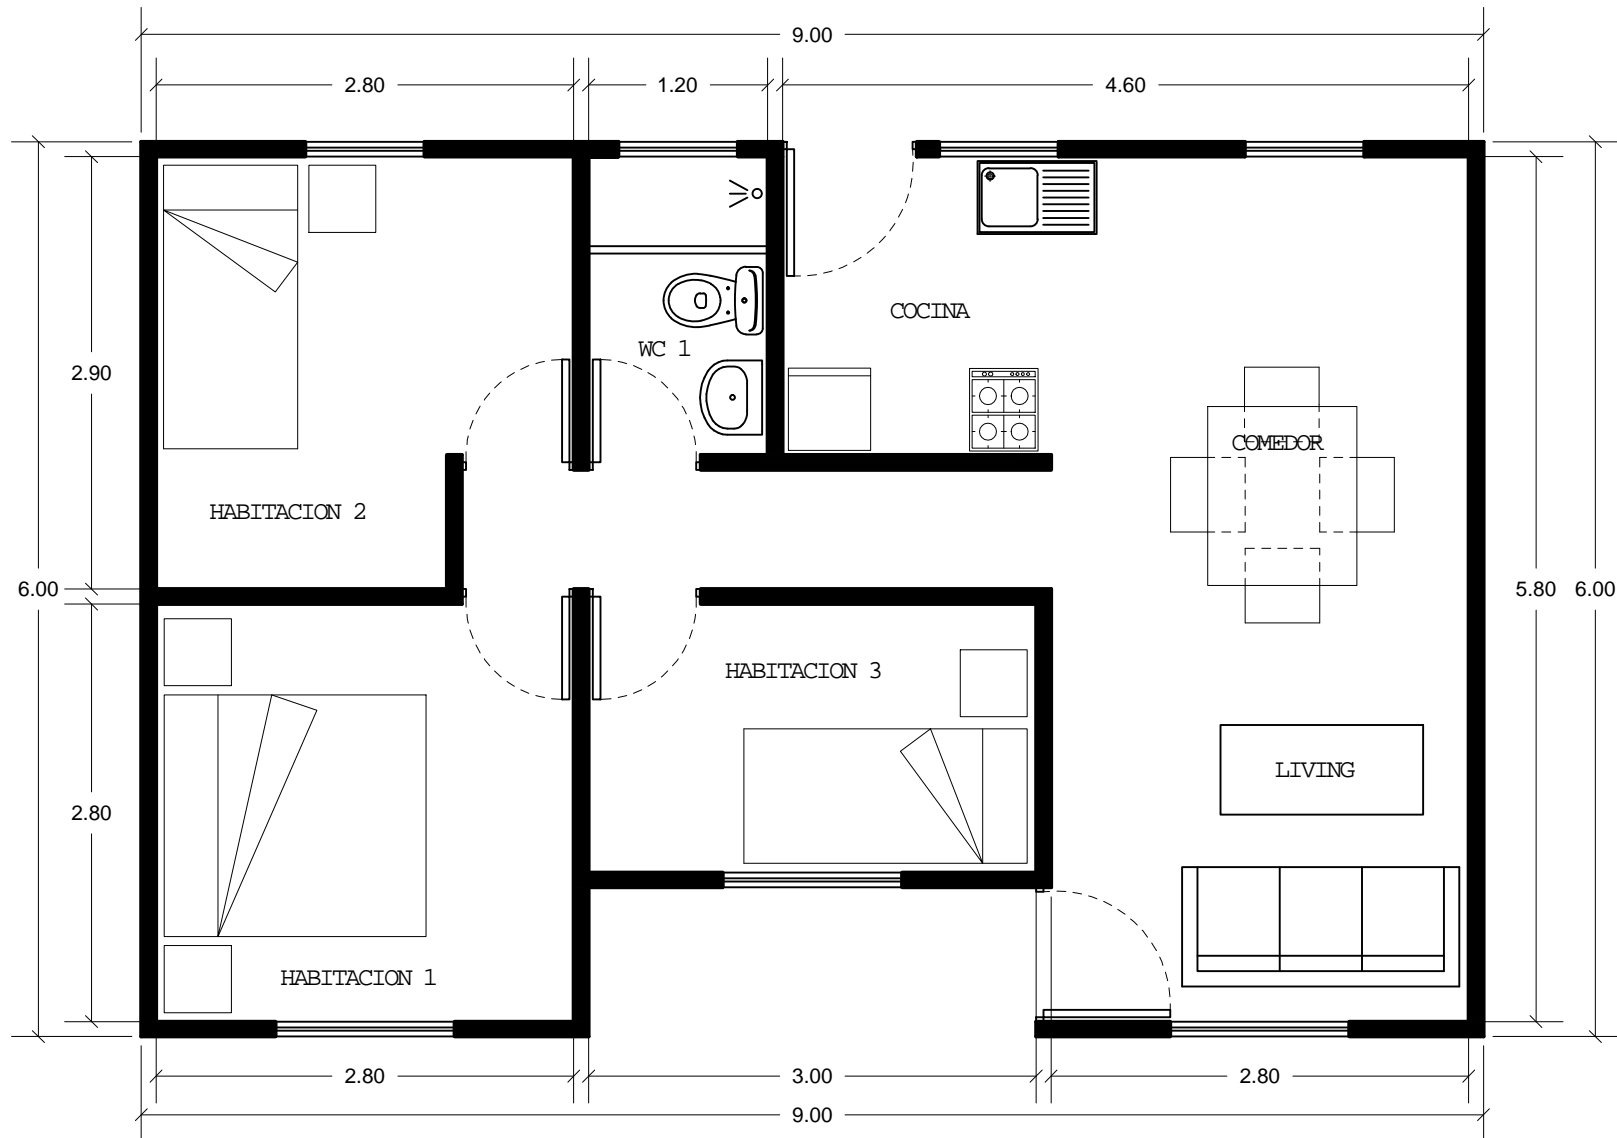 9.00
2.80
1.20
4.60
COCINA
WC 1
2.90
COMEDOR
HABITACION 2
6.00
5.80
6.00
HABITACION 3
LIVING
2.80
HABITACION 1
2.80
3.00
2.80
9.00